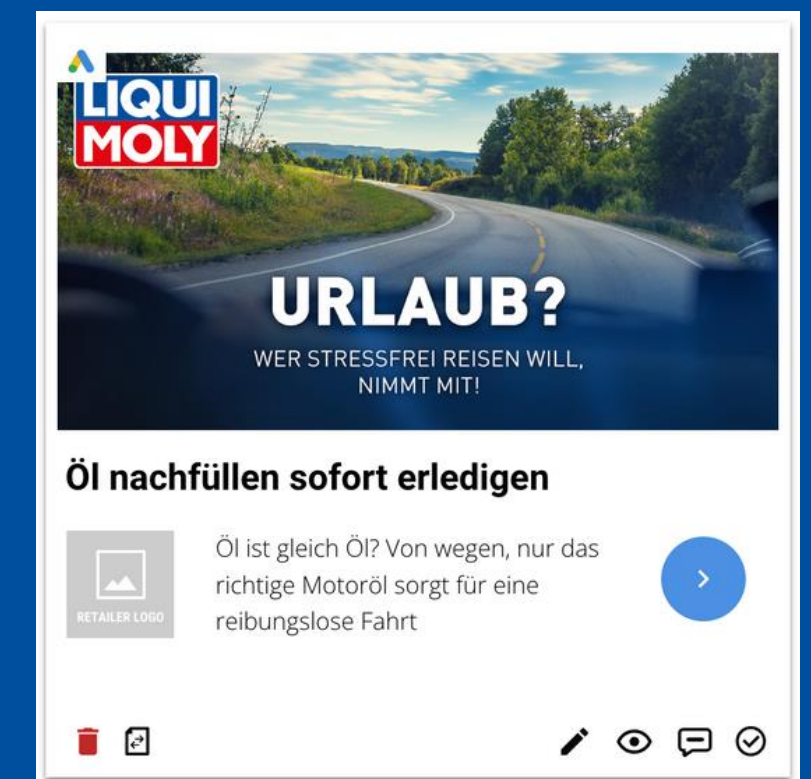 LIQUI
MOLY
URLAUB?
WER STRESSFREI REISEN WILL,
NIMMT MIT!
Öl nachfüllen sofort erledigen
Öl ist gleich Öl? Von wegen, nur das
richtige Motoröl sorgt für eine
reibungslose Fahrt
RETAILER LOGO